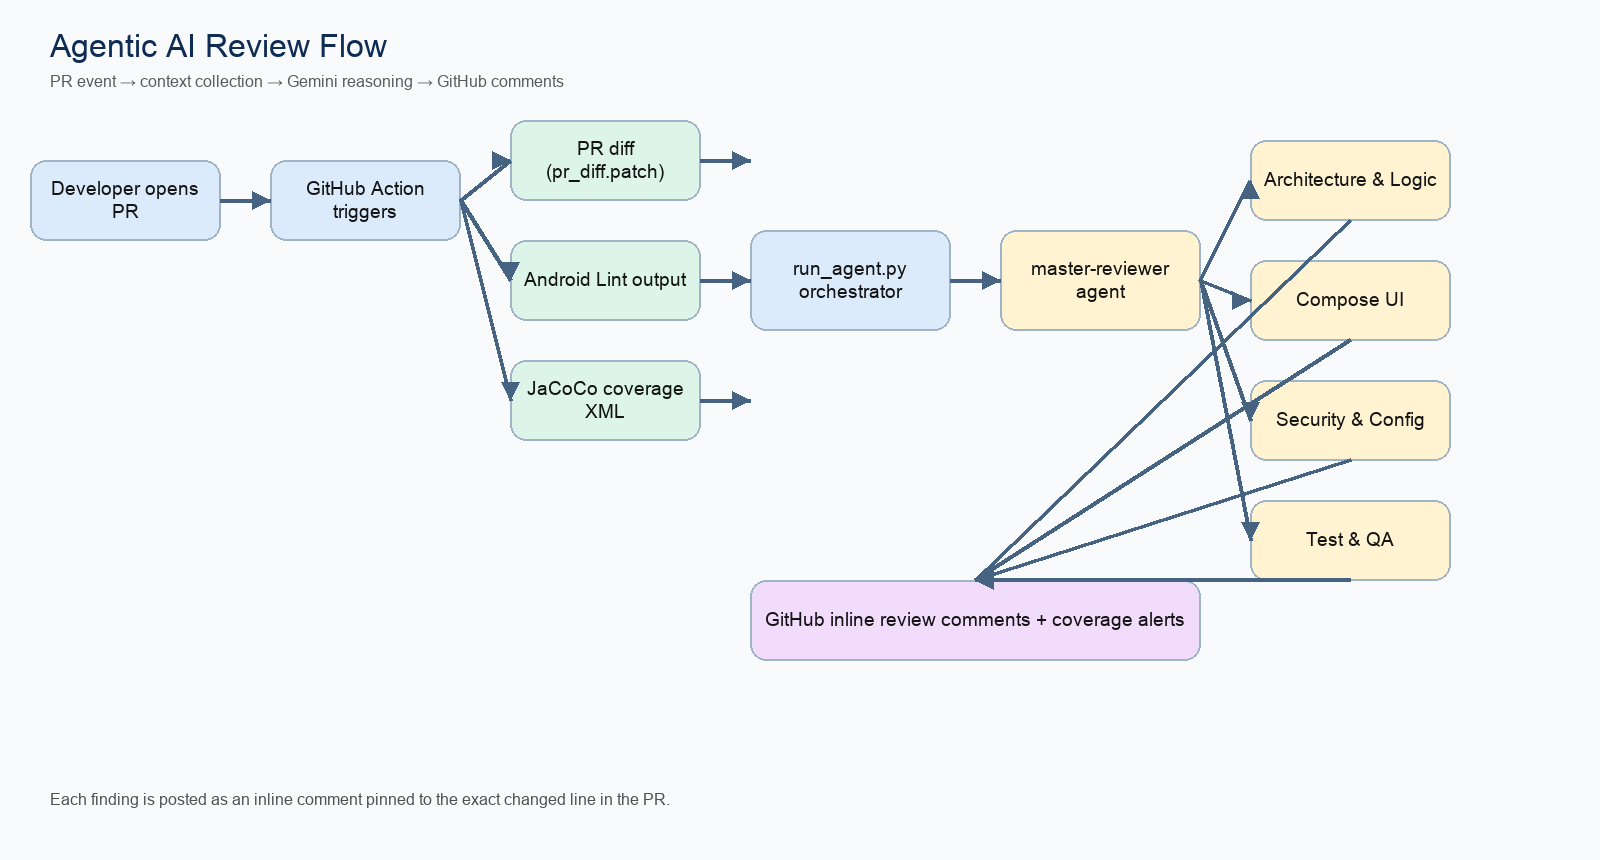 Agentic AI Review Flow
PR event → context collection → Gemini reasoning → GitHub comments
Developer opens
PR
GitHub Action
triggers
PR diff
(pr_diff.patch)
Android Lint output
JaCoCo coverage
XML
run_agent.py
orchestrator
master-reviewer
agent
Architecture & Logic
Compose UI
Security & Config
Test & QA
GitHub inline review comments + coverage alerts
Each finding is posted as an inline comment pinned to the exact changed line in the PR.